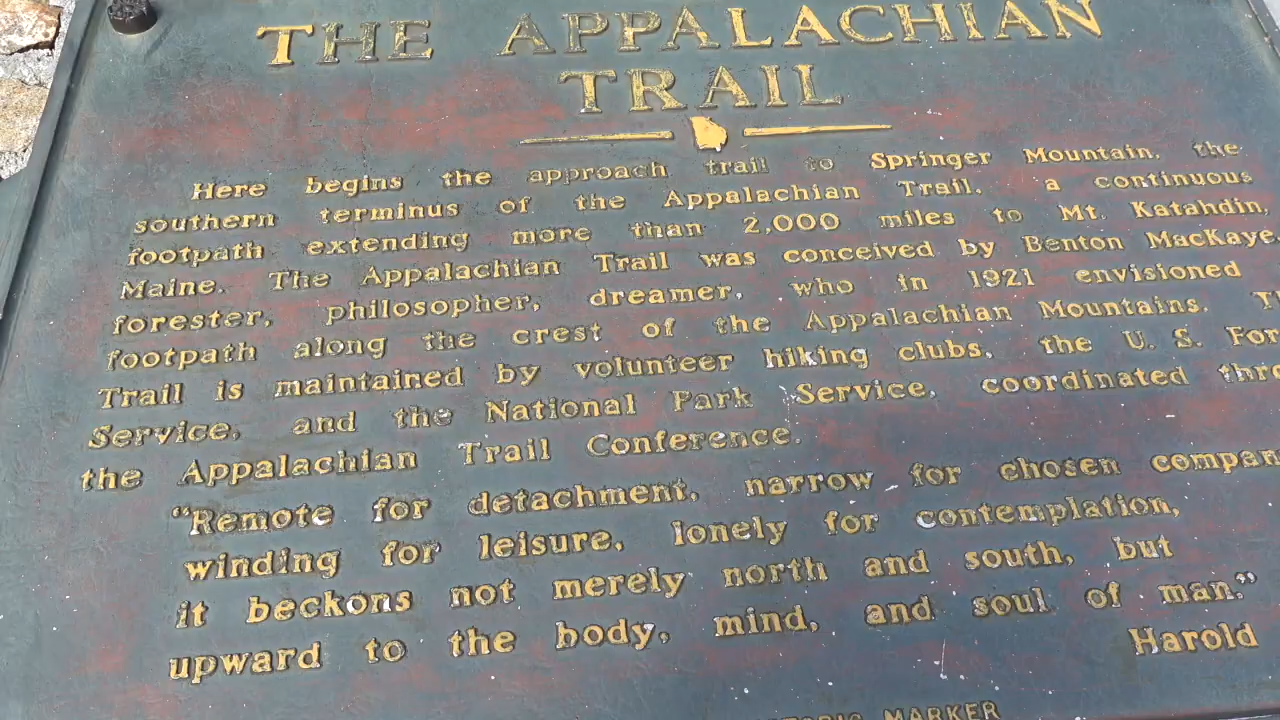 THE APPALACHIAN
TRAIL
Here begins the approach trail to Springer Mountain, the
southern terminus of the Appalachian Trail, a continuous
footpath extending more than 2,000 miles to Mt. Katahdin,
Maine. The Appalachian Trail was conceived by Benton MacKaye,
forester, philosopher, dreamer, who in 1921 envisioned
footpath along the crest of the Appalachian Mountains.
Trail is maintained by volunteer hiking clubs, the U. S.
Service, and the National Park Service, coordinated
the Appalachian Trail Conference.
“Remote for detachment, narrow for chosen
winding for leisure, lonely for contemplation,
it beckons not merely north and south, but
upward to the body, mind, and soul of man.”
Harold
MARKER